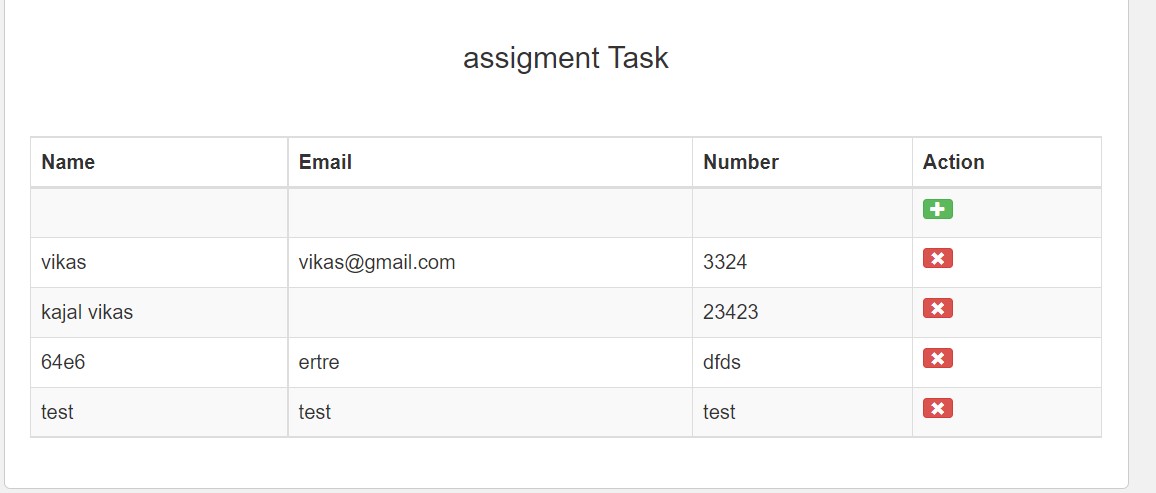 assigment Task
Name Email Number Action
vikas vikas@gmail.com 3324
kajal vikas 23423
64e6 ertre dfds
test test test